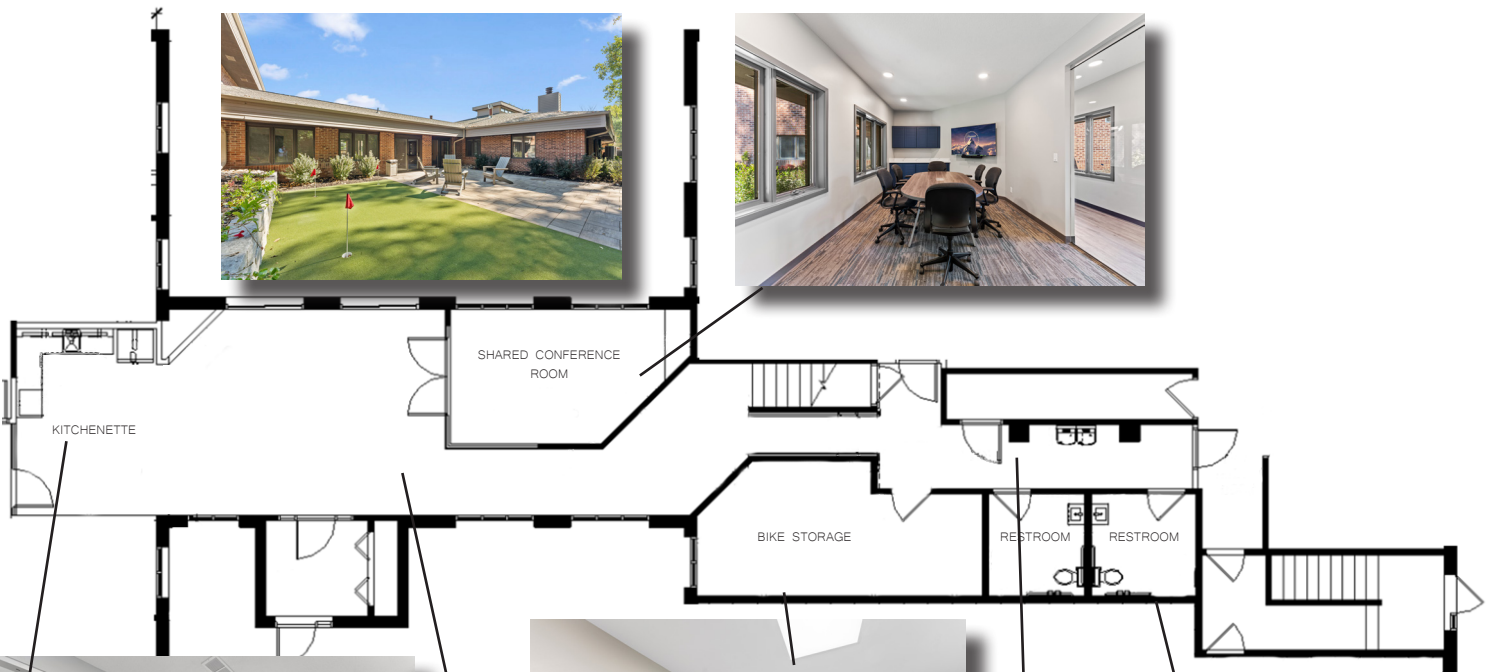 SHARED CONFERENCE
ROOM
KITCHENETTE
BIKE STORAGE
RESTROOM
RESTROOM